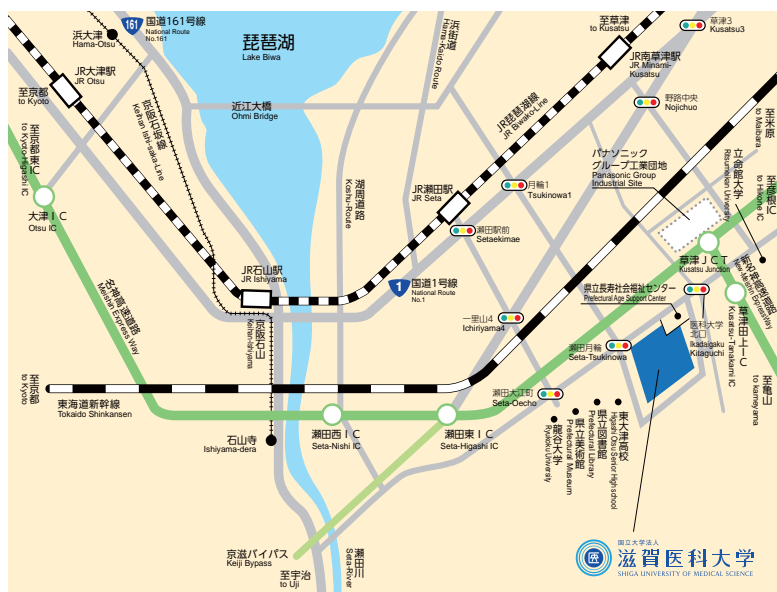 161
国道161号線
National Route
No.161
浜大津
Hama-Otsu
琵琶湖
Lake Biwa
浜街道
Hama-Kaido Route
至草津
to Kusatsu
草津3
Kusatsu3
JR大津駅
JR Otsu
JR南草津駅
JR Minami-
Kusatsu
至京都
to Kyoto
京阪石坂線
Keihan Ishi-saka-Line
近江大橋
Ohmi Bridge
JR琵琶湖線
JR Biwako-Line
野路中央
Nojichuo
至米原
to Maibara
至京都東IC
to Kyoto-Higashi IC
パナソニック
グループ工業団地
Panasonic Group
Industrial Site
立命館大学
Ritsumeikan University
至彦根IC
to Hikone IC
湖周道路
Koshu-Route
JR瀬田駅
JR Seta
月輪1
Tsukinowa1
大津IC
Otsu IC
瀬田駅前
Setaekimae
草津JCT
Kusatsu Junction
新名神高速道路
New-Meishin Expressway
JR石山駅
JR Ishiyama
1
国道1号線
National Route
No.1
県立長寿社会福祉センター
Prefectural Age Support Center
名神高速道路
Meishin Express Way
京阪石山
Keihan-ishiyama
一里山4
Ichiriyama4
医科大学
北口
Ikadaigaku
Kitaguchi
草津田上IC
Kusatsu-Tanakami IC
瀬田月輪
Seta-Tsukinowa
至京都
to Kyoto
東海道新幹線
Tokaido Shinkansen
瀬田大江町
Seta-Oecho
至亀山
to kameyama
石山寺
Ishiyama-dera
瀬田西IC
Seta-Nishi IC
瀬田東IC
Seta-Higashi IC
龍谷大学
Ryukoku University
県立美術館
Prefectural Museum
県立図書館
Prefectural Library
東大津高校
Higashi Otsu Senior High school
京滋バイパス
Keiji Bypass
至宇治
to Uji
瀬田川
Seta-River
国立大学法人
滋賀医科大学
SHIGA UNIVERSITY OF MEDICAL SCIENCE